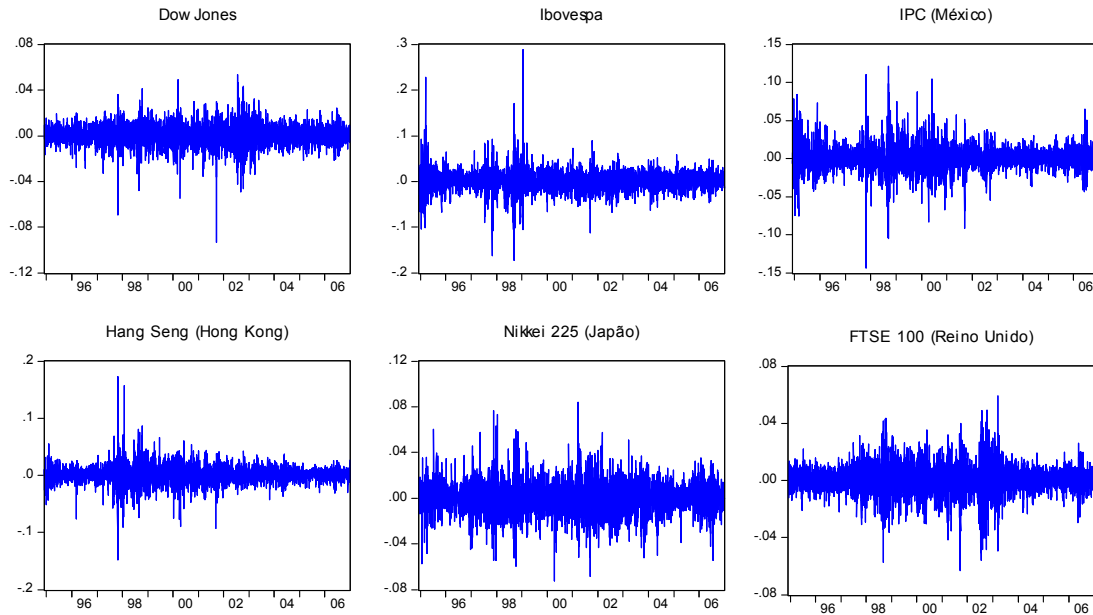 Dow Jones
.08
.04
.00
-.04
-.08
-.12
96 98 00 02 04 06
Ibovespa
.3
.2
.1
.0
-.1
-.2
96 98 00 02 04 06
IPC (México)
.15
.10
.05
.00
-.05
-.10
-.15
96 98 00 02 04 06
Hang Seng (Hong Kong)
.2
.1
.0
-.1
-.2
96 98 00 02 04 06
Nikkei 225 (Japão)
.12
.08
.04
.00
-.04
-.08
96 98 00 02 04 06
FTSE 100 (Reino Unido)
.08
.04
.00
-.04
-.08
96 98 00 02 04 06